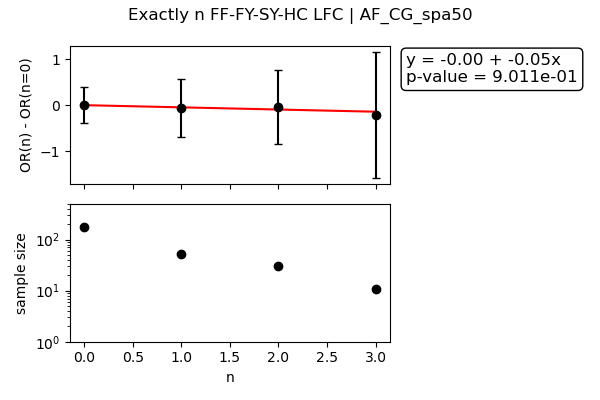 Exactly n FF-FY-SY-HC LFC | AF_CG_spa50
y = -0.00 + -0.05x
p-value = 9.011e-01
OR(n) - OR(n=0)
1
0
−1
sample size
10²
10¹
10⁰
0.0 0.5 1.0 1.5 2.0 2.5 3.0
n